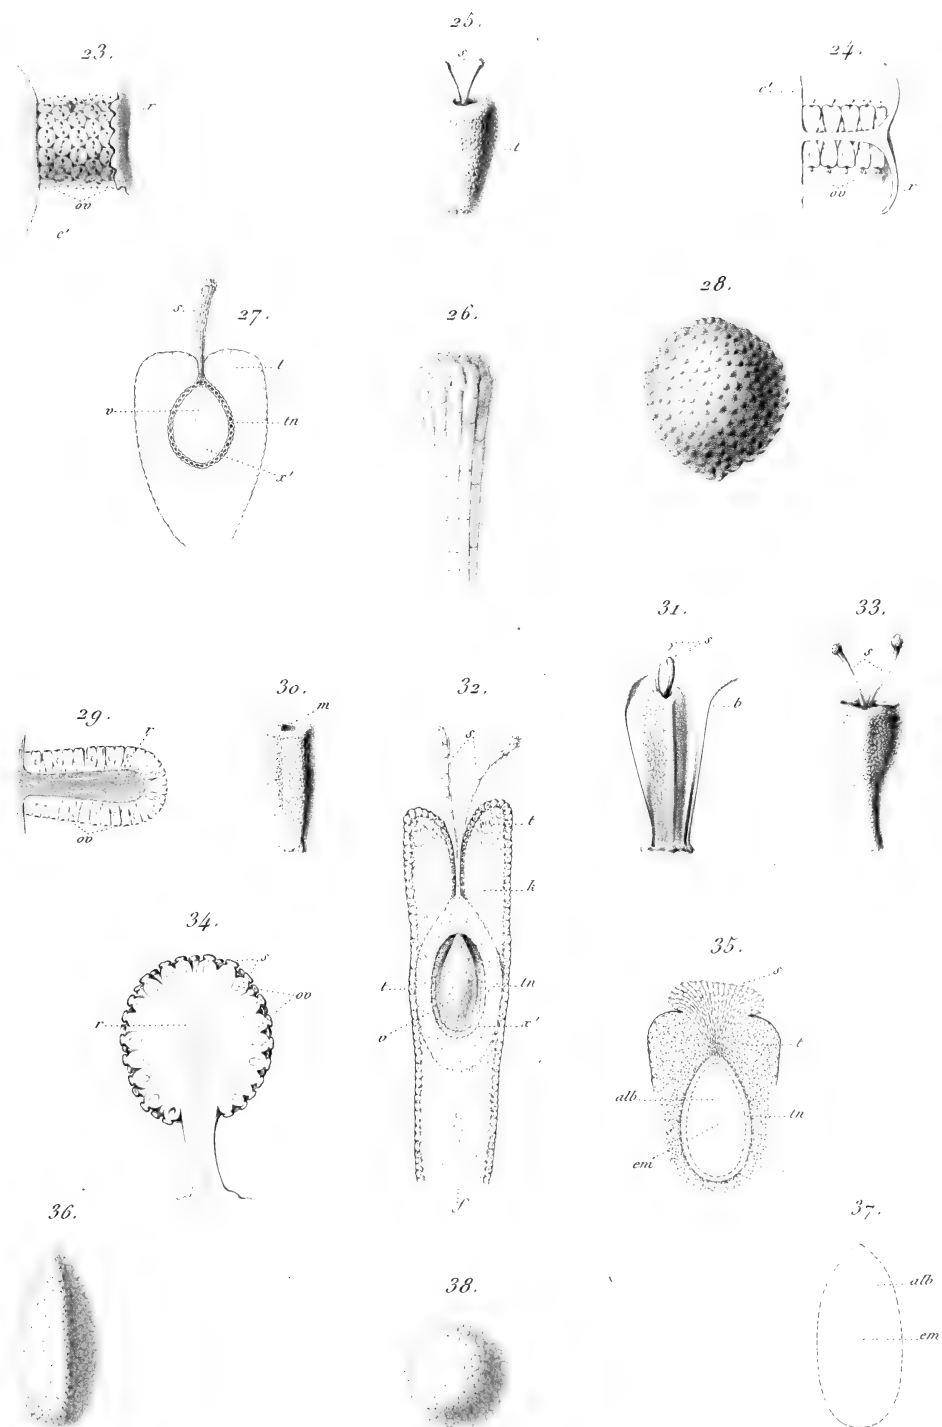 25.
23.
24.
s
c'
r
t
ov
ov
r
c'
28.
s.
27.
26.
t
v
tn
x'
31.
33.
s
s
30.
32.
m
b
29.
r
s.
ov
t
k
34.
35.
s
s
t
tn
ov
r
x'
v
t
alb
tn
em
f
36.
37.
38.
alb
em